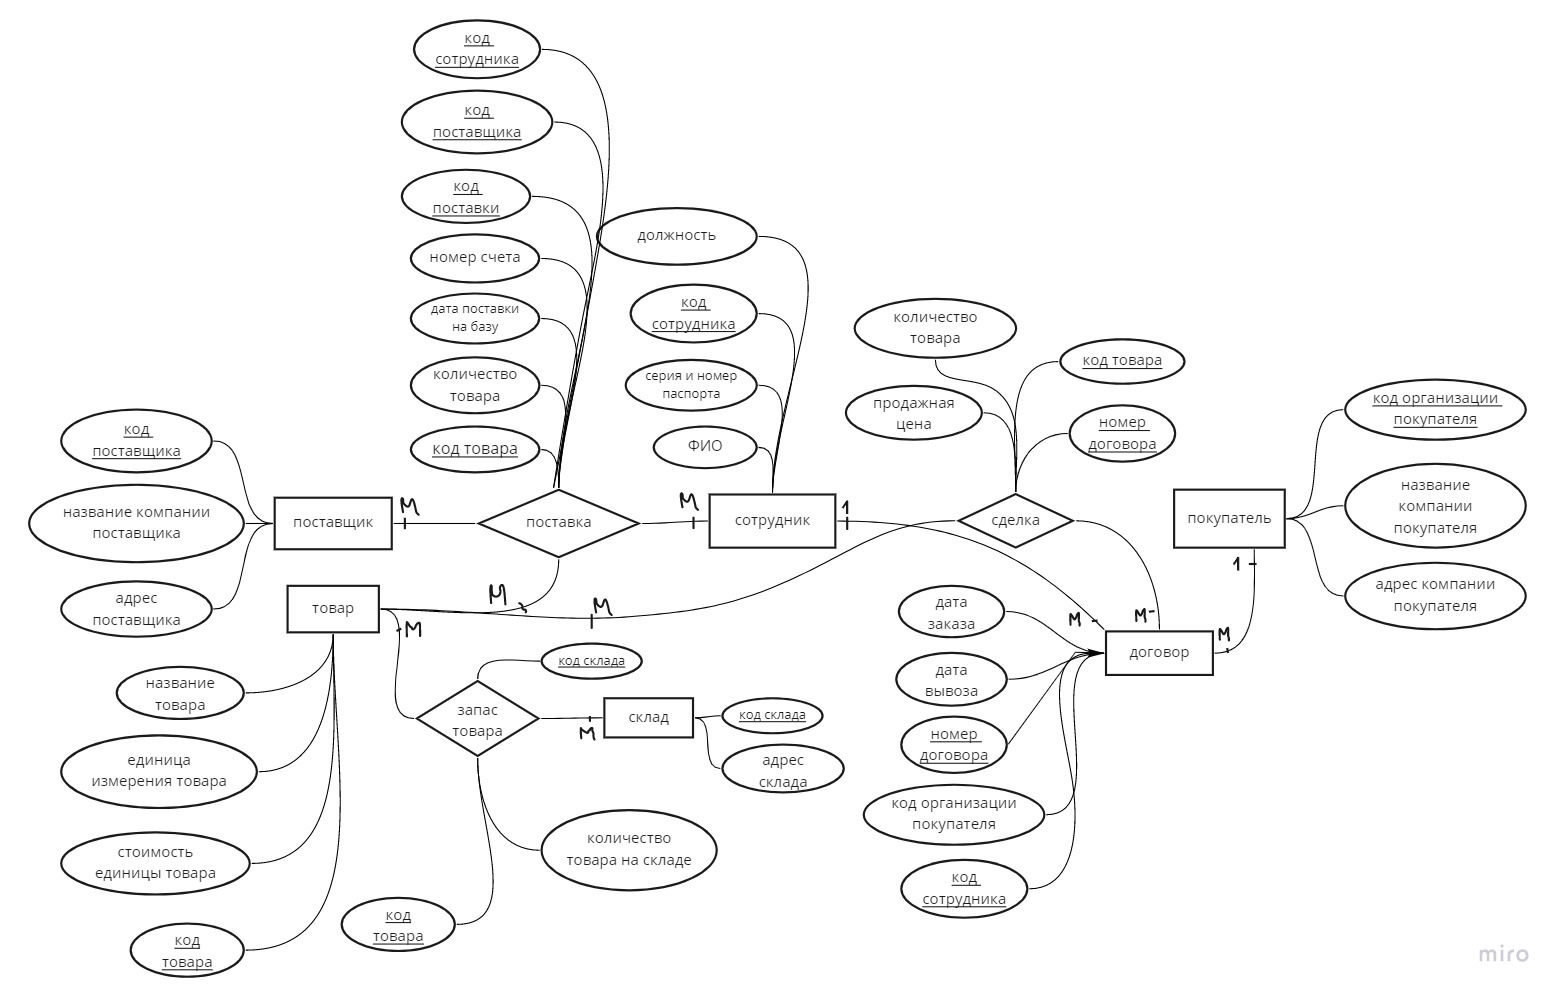 код
сотрудника
код
поставщика
код
поставки
номер счета
дата поставки
на базу
количество
товара
код товара
должность
код
сотрудника
серия и номер
паспорта
ФИО
количество
товара
продажная
цена
код товара
номер
договора
код организации
покупателя
название
компании
покупателя
адрес компании
покупателя
код
поставщика
название компании
поставщика
адрес
поставщика
поставщик
М
поставка
М
сотрудник
1
сделка
покупатель
1
товар
М
М
М
М
М
М
договор
дата
заказа
дата
вывоза
номер
договора
код организации
покупателя
код
сотрудника
название
товара
единица
измерения товара
стоимость
единицы товара
код
товара
код склада
запас
товара
М
склад
код склада
адрес
склада
количество
товара на складе
код
товара
miro